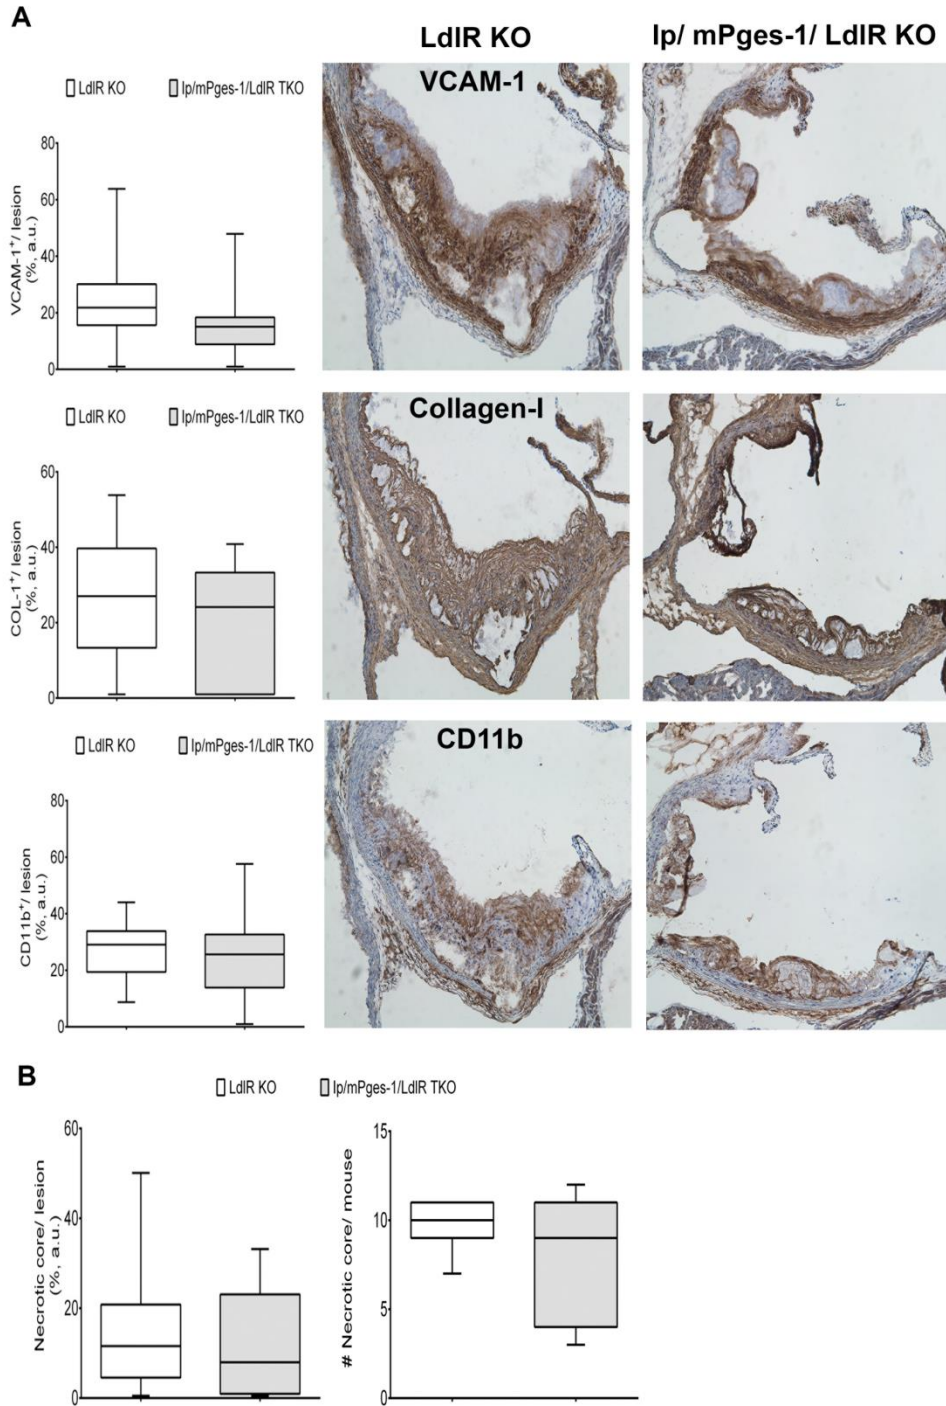 A
LdlR KO
Ip/ mPges-1/ LdlR KO
LdlR KO
Ip/mPges-1/LdlR TKO
VCAM-1⁺/ lesion
(%, a.u.)
80
60
40
20
0
VCAM-1
LdlR KO
Ip/mPges-1/LdlR TKO
COL-1⁺/ lesion
(%, a.u.)
60
40
20
0
Collagen-I
LdlR KO
Ip/mPges-1/LdlR TKO
CD11b⁺/ lesion
(%, a.u.)
80
60
40
20
0
CD11b
B
LdlR KO
Ip/mPges-1/LdlR TKO
Necrotic core/ lesion
(%, a.u.)
60
40
20
0
# Necrotic core/ mouse
15
10
5
0